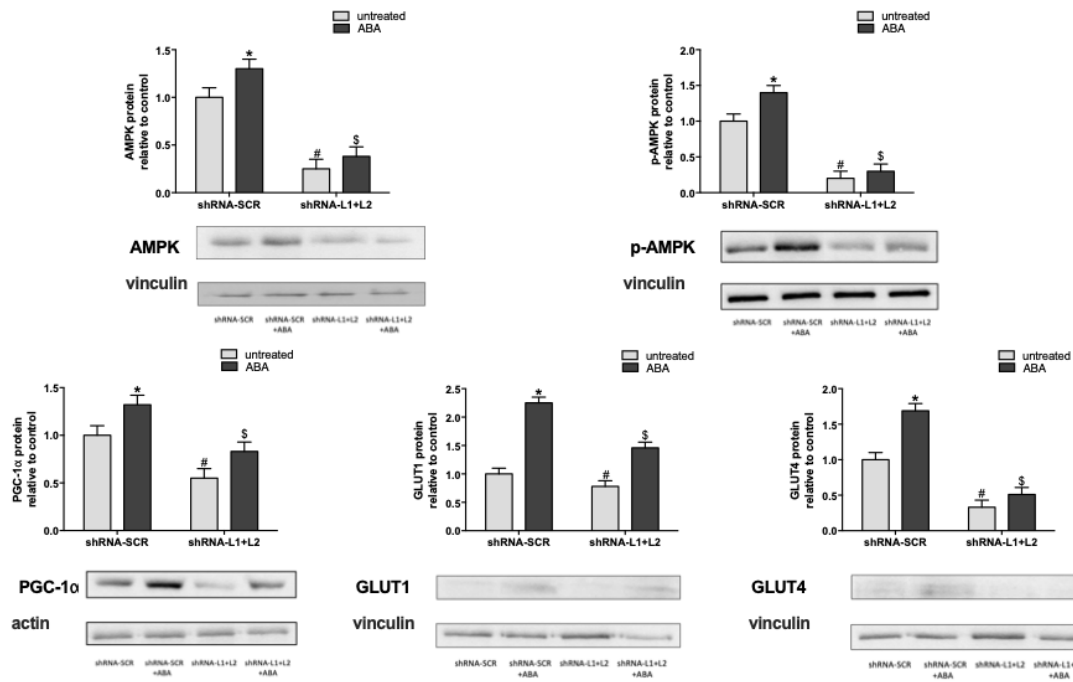 untreated
ABA
AMPK protein
relative to control
1.5
1.0
0.5
0.0
*
#
$
shRNA-SCR
shRNA-L1+L2
AMPK
vinculin
shRNA-SCR
shRNA-SCR
+ABA
shRNA-L1+L2
shRNA-L1+L2
+ABA
untreated
ABA
p-AMPK protein
relative to control
2.0
1.5
1.0
0.5
0.0
*
#
$
shRNA-SCR
shRNA-L1+L2
p-AMPK
vinculin
shRNA-SCR
shRNA-SCR
+ABA
shRNA-L1+L2
shRNA-L1+L2
+ABA
untreated
ABA
PGC-1α protein
relative to control
1.5
1.0
0.5
0.0
*
#
$
shRNA-SCR
shRNA-L1+L2
PGC-1α
actin
shRNA-SCR
shRNA-SCR
+ABA
shRNA-L1+L2
shRNA-L1+L2
+ABA
untreated
ABA
GLUT1 protein
relative to control
2.5
2.0
1.5
1.0
0.5
0.0
*
#
$
shRNA-SCR
shRNA-L1+L2
GLUT1
vinculin
shRNA-SCR
shRNA-SCR
+ABA
shRNA-L1+L2
shRNA-L1+L2
+ABA
untreated
ABA
GLUT4 protein
relative to control
2.0
1.5
1.0
0.5
0.0
*
#
$
shRNA-SCR
shRNA-L1+L2
GLUT4
vinculin
shRNA-SCR
shRNA-SCR
+ABA
shRNA-L1+L2
shRNA-L1+
+ABA